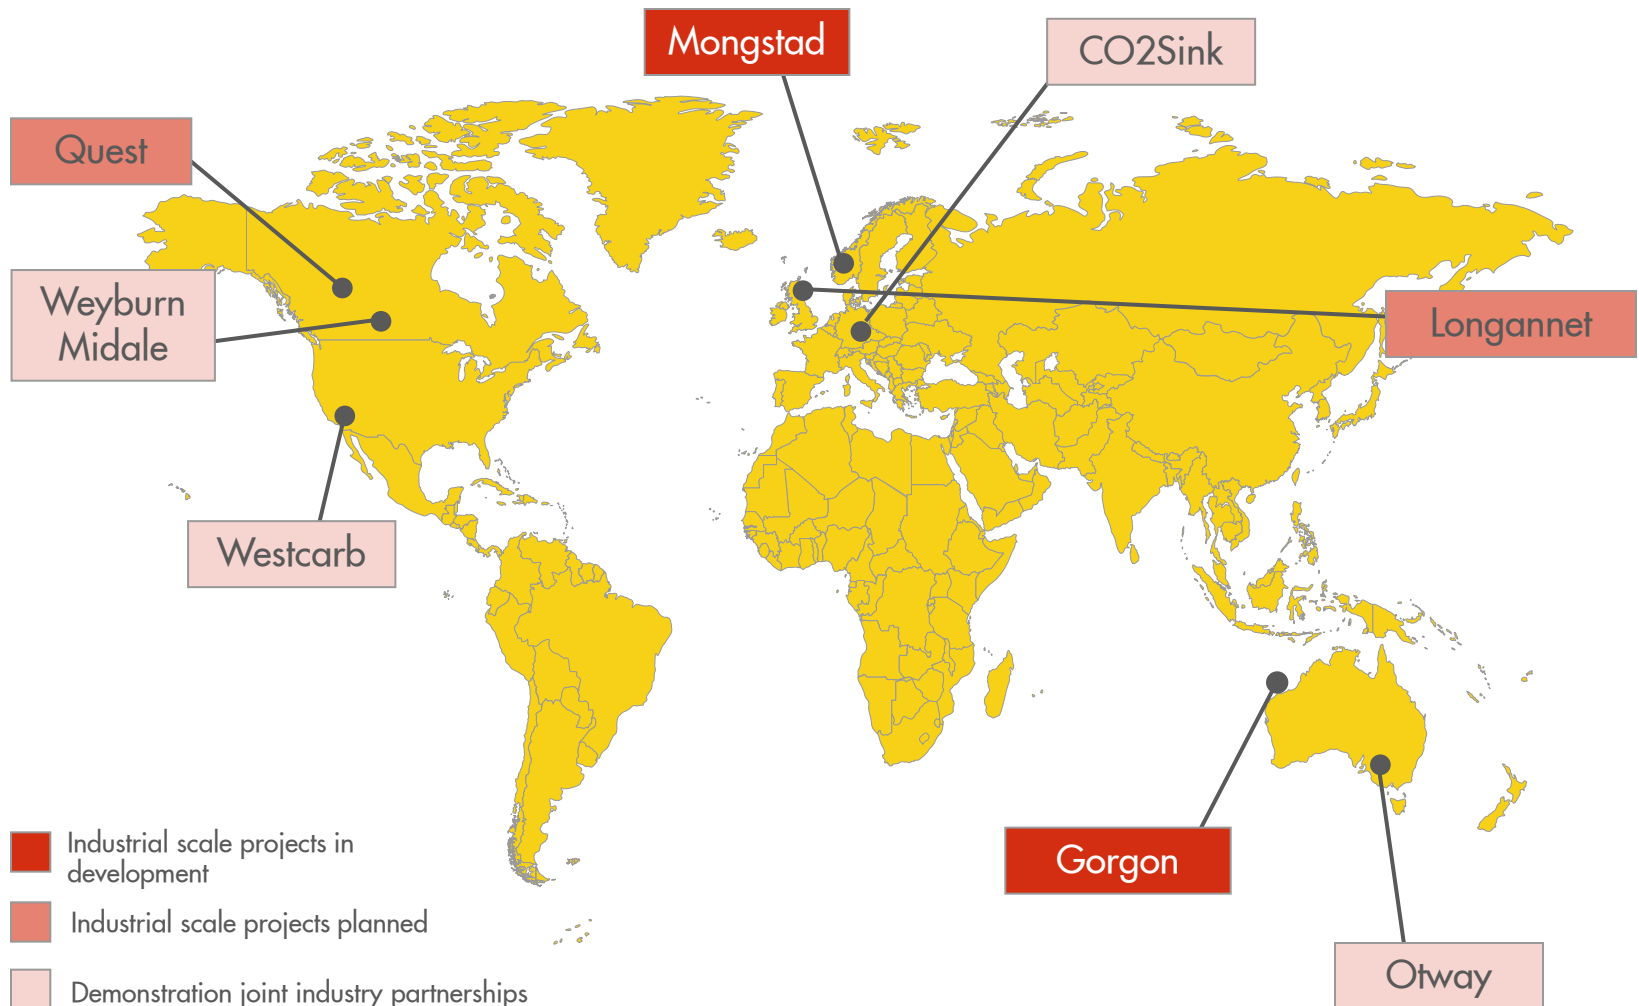 Mongstad
CO2Sink
Quest
Weyburn
Midale
Longannet
Westcarb
Gorgon
Otway
Industrial scale projects in
development
Industrial scale projects planned
Demonstration joint industry partnerships